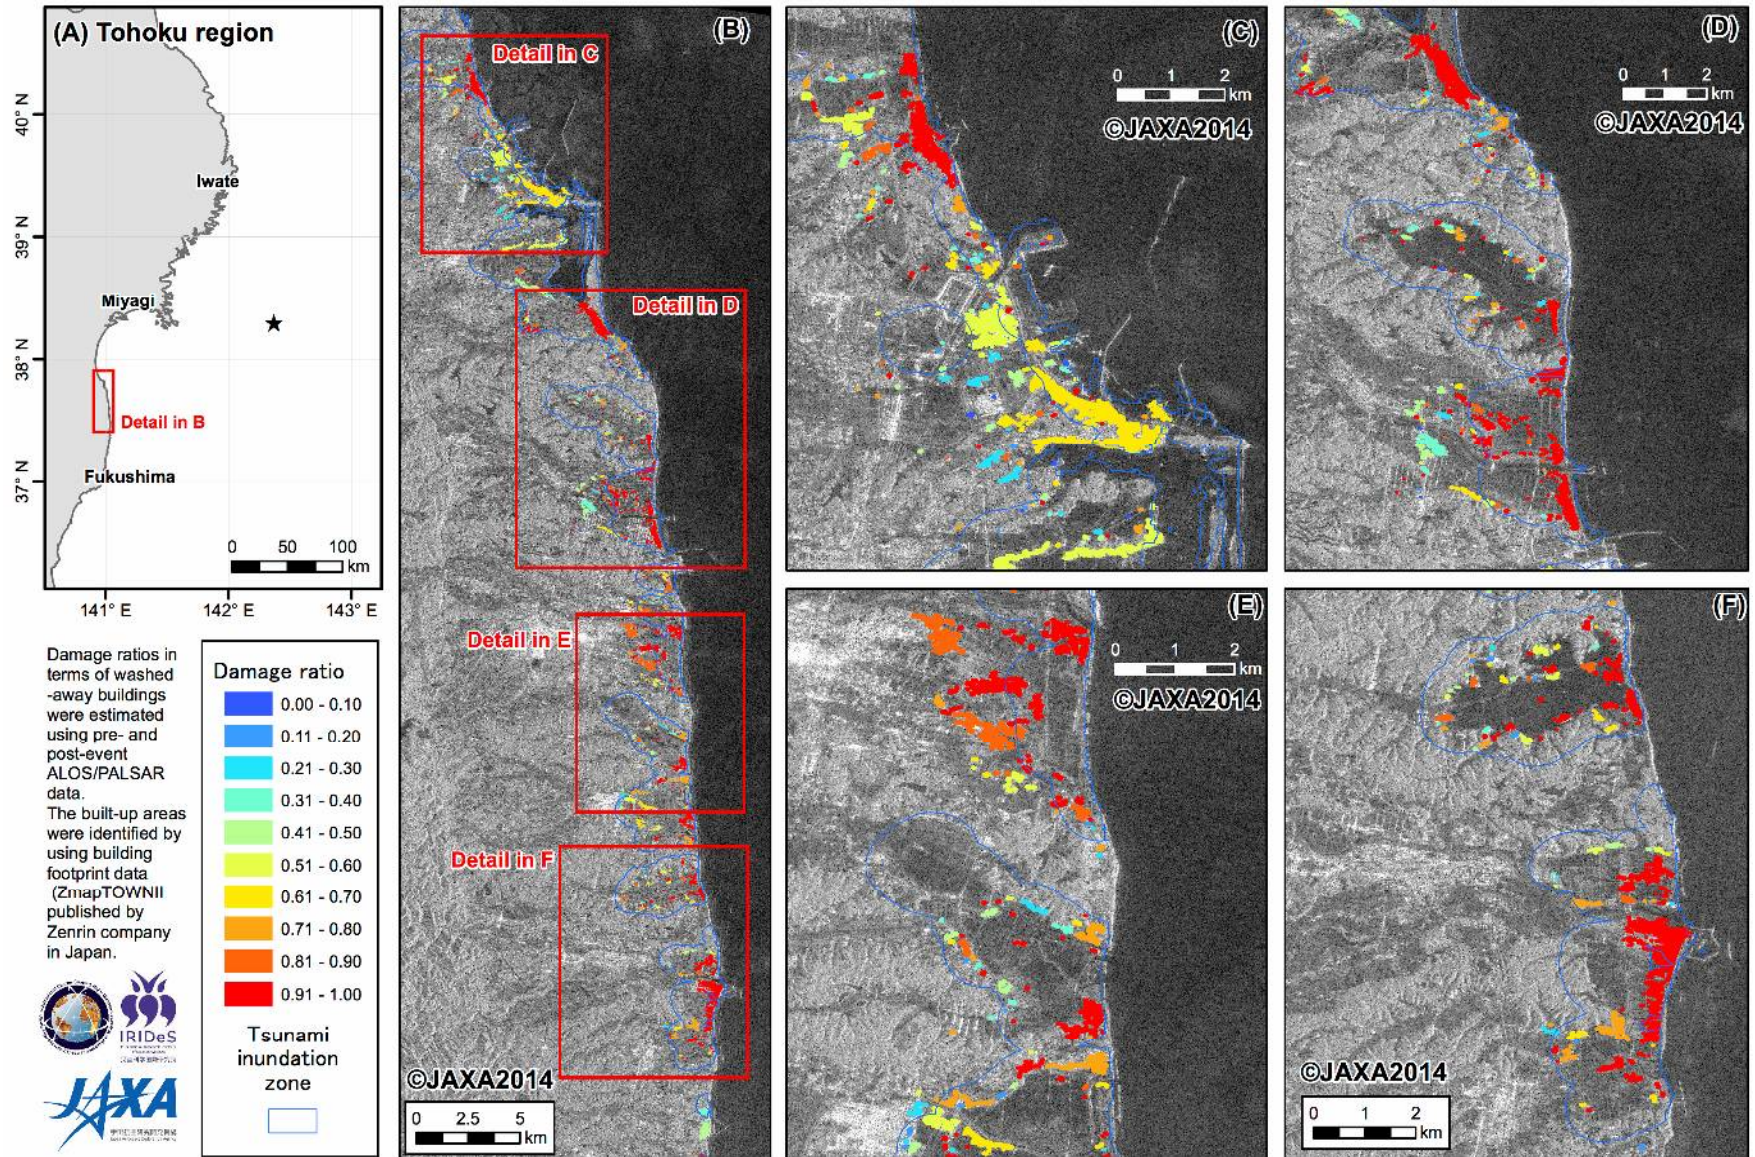 (A) Tohoku region
40° N
39° N
38° N
37° N
Iwate
Miyagi
Detail in B
Fukushima
0 50 100
km
141° E 142° E 143° E
Damage ratios in
terms of washed
-away buildings
were estimated
using pre- and
post-event
ALOS/PALSAR
data.
The built-up areas
were identified by
using building
footprint data
(ZmapTOWNII
published by
Zenrin company
in Japan.
IRIDeS
JAXA
Damage ratio
0.00 - 0.10
0.11 - 0.20
0.21 - 0.30
0.31 - 0.40
0.41 - 0.50
0.51 - 0.60
0.61 - 0.70
0.71 - 0.80
0.81 - 0.90
0.91 - 1.00
Tsunami
inundation
zone
(B)
Detail in C
Detail in D
Detail in E
Detail in F
©JAXA2014
0 2.5 5
km
(C)
0 1 2
km
©JAXA2014
(D)
0 1 2
km
©JAXA2014
(E)
0 1 2
km
©JAXA2014
(F)
©JAXA2014
0 1 2
km